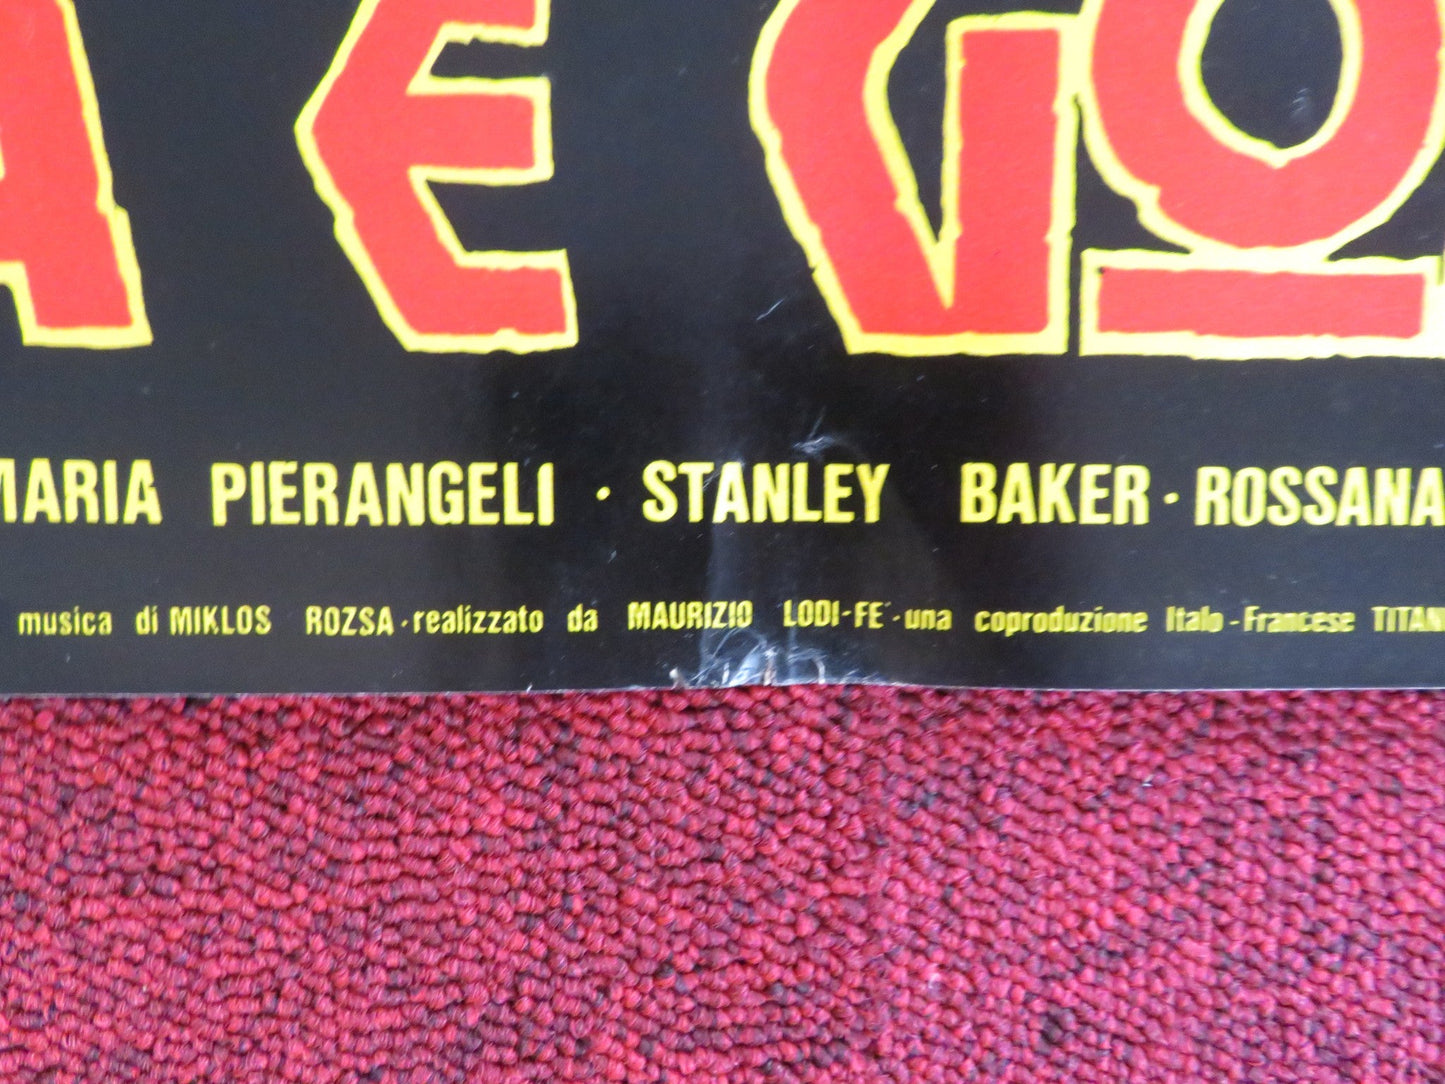 A E GO
MARIA PIERANGELI · STANLEY BAKER · ROSSANA
musica di MIKLOS ROZSA · realizzato da MAURIZIO LODI-FE' · una coproduzione Italo-Francese TITAN